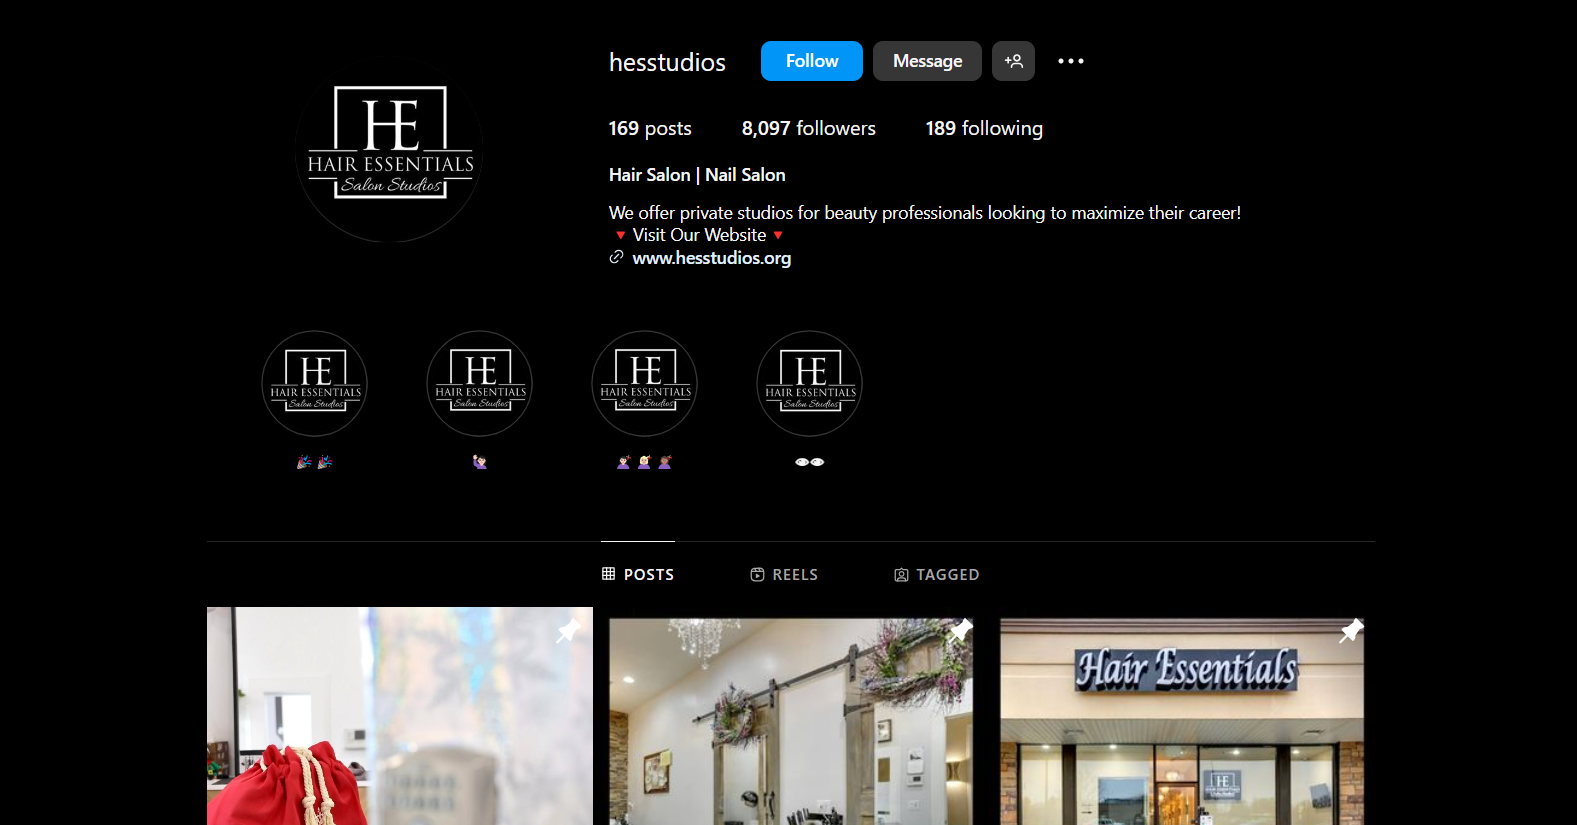 hesstudios
Follow
Message
169 posts
8,097 followers
189 following
HE
HAIR ESSENTIALS
Salon Studios
Hair Salon | Nail Salon
We offer private studios for beauty professionals looking to maximize their career!
🔻Visit Our Website🔻
www.hesstudios.org
HE
HAIR ESSENTIALS
Salon Studios
HE
HAIR ESSENTIALS
Salon Studios
HE
HAIR ESSENTIALS
Salon Studios
HE
HAIR ESSENTIALS
Salon Studios
POSTS
REELS
TAGGED
Hair Essentials
HE
HAIR ESSENTIALS